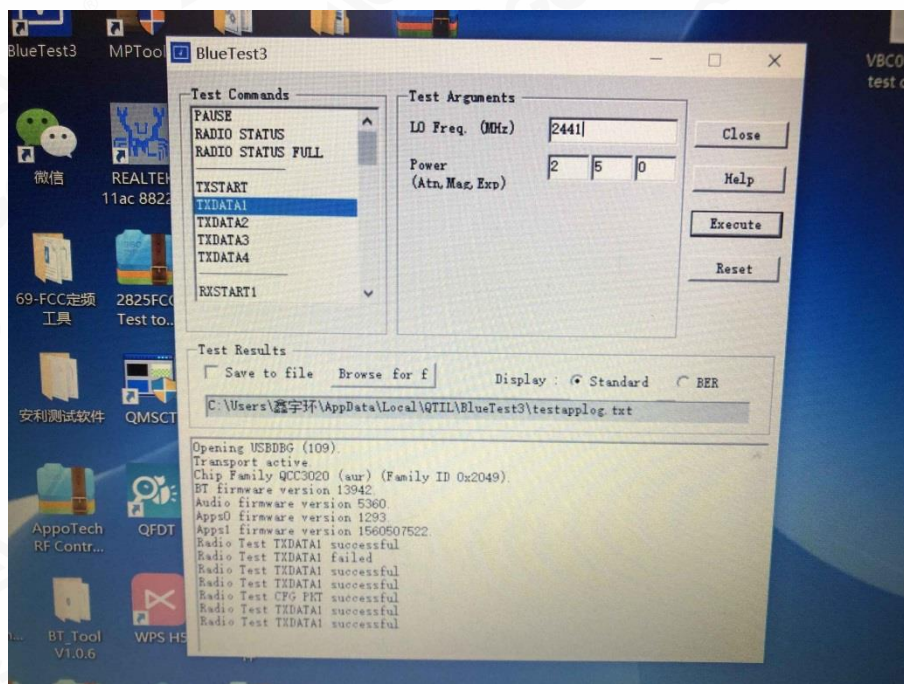 BlueTest3
MPTool
BlueTest3
VBC0
test
Test Commands
PAUSE
RADIO STATUS
RADIO STATUS FULL
TXSTART
TXDATA1
TXDATA2
TXDATA3
TXDATA4
RXSTART1
Test Arguments
LO Freq. (MHz)
2441
Power
(Atn, Mag, Exp)
2 5 0
Close
Help
Execute
Reset
微信
REALTEK
11ac 8822
69-FCC定频
工具
2825FCC
Test to...
安利测试软件
QMSCT
AppoTech
RF Contr...
QFDT
BT_Tool
V1.0.6
WPS H5
Test Results
Save to file
Browse for f
Display :
Standard
BER
C:\Users\鑫宇环\AppData\Local\QTIL\BlueTest3\testapplog.txt
Opening USBDBG (109).
Transport active.
Chip Family QCC3020 (aur) (Family ID 0x2049).
BT firmware version 13942.
Audio firmware version 5360.
Apps0 firmware version 1293.
Apps1 firmware version 1560507522.
Radio Test TXDATA1 successful
Radio Test TXDATA1 failed
Radio Test TXDATA1 successful
Radio Test TXDATA1 successful
Radio Test CFG PKT successful
Radio Test TXDATA1 successful
Radio Test TXDATA1 successful